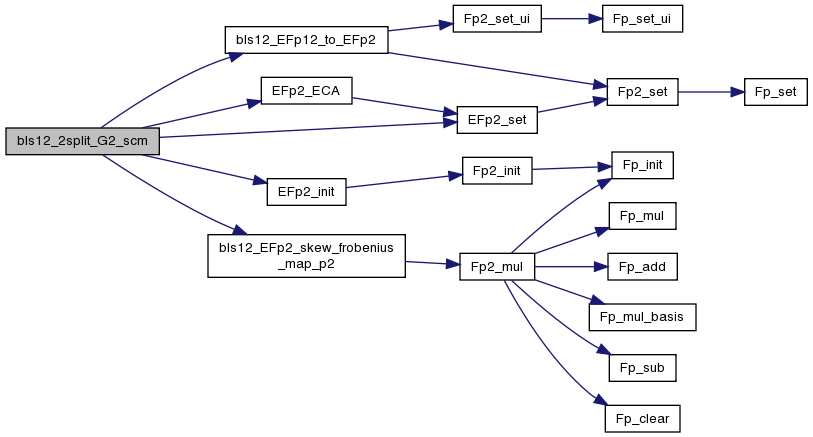 bls12_2split_G2_scm
bls12_EFp12_to_EFp2
EFp2_ECA
EFp2_init
bls12_EFp2_skew_frobenius
_map_p2
Fp2_set_ui
EFp2_set
Fp2_init
Fp2_mul
Fp_set_ui
Fp2_set
Fp_init
Fp_mul
Fp_add
Fp_mul_basis
Fp_sub
Fp_clear
Fp_set